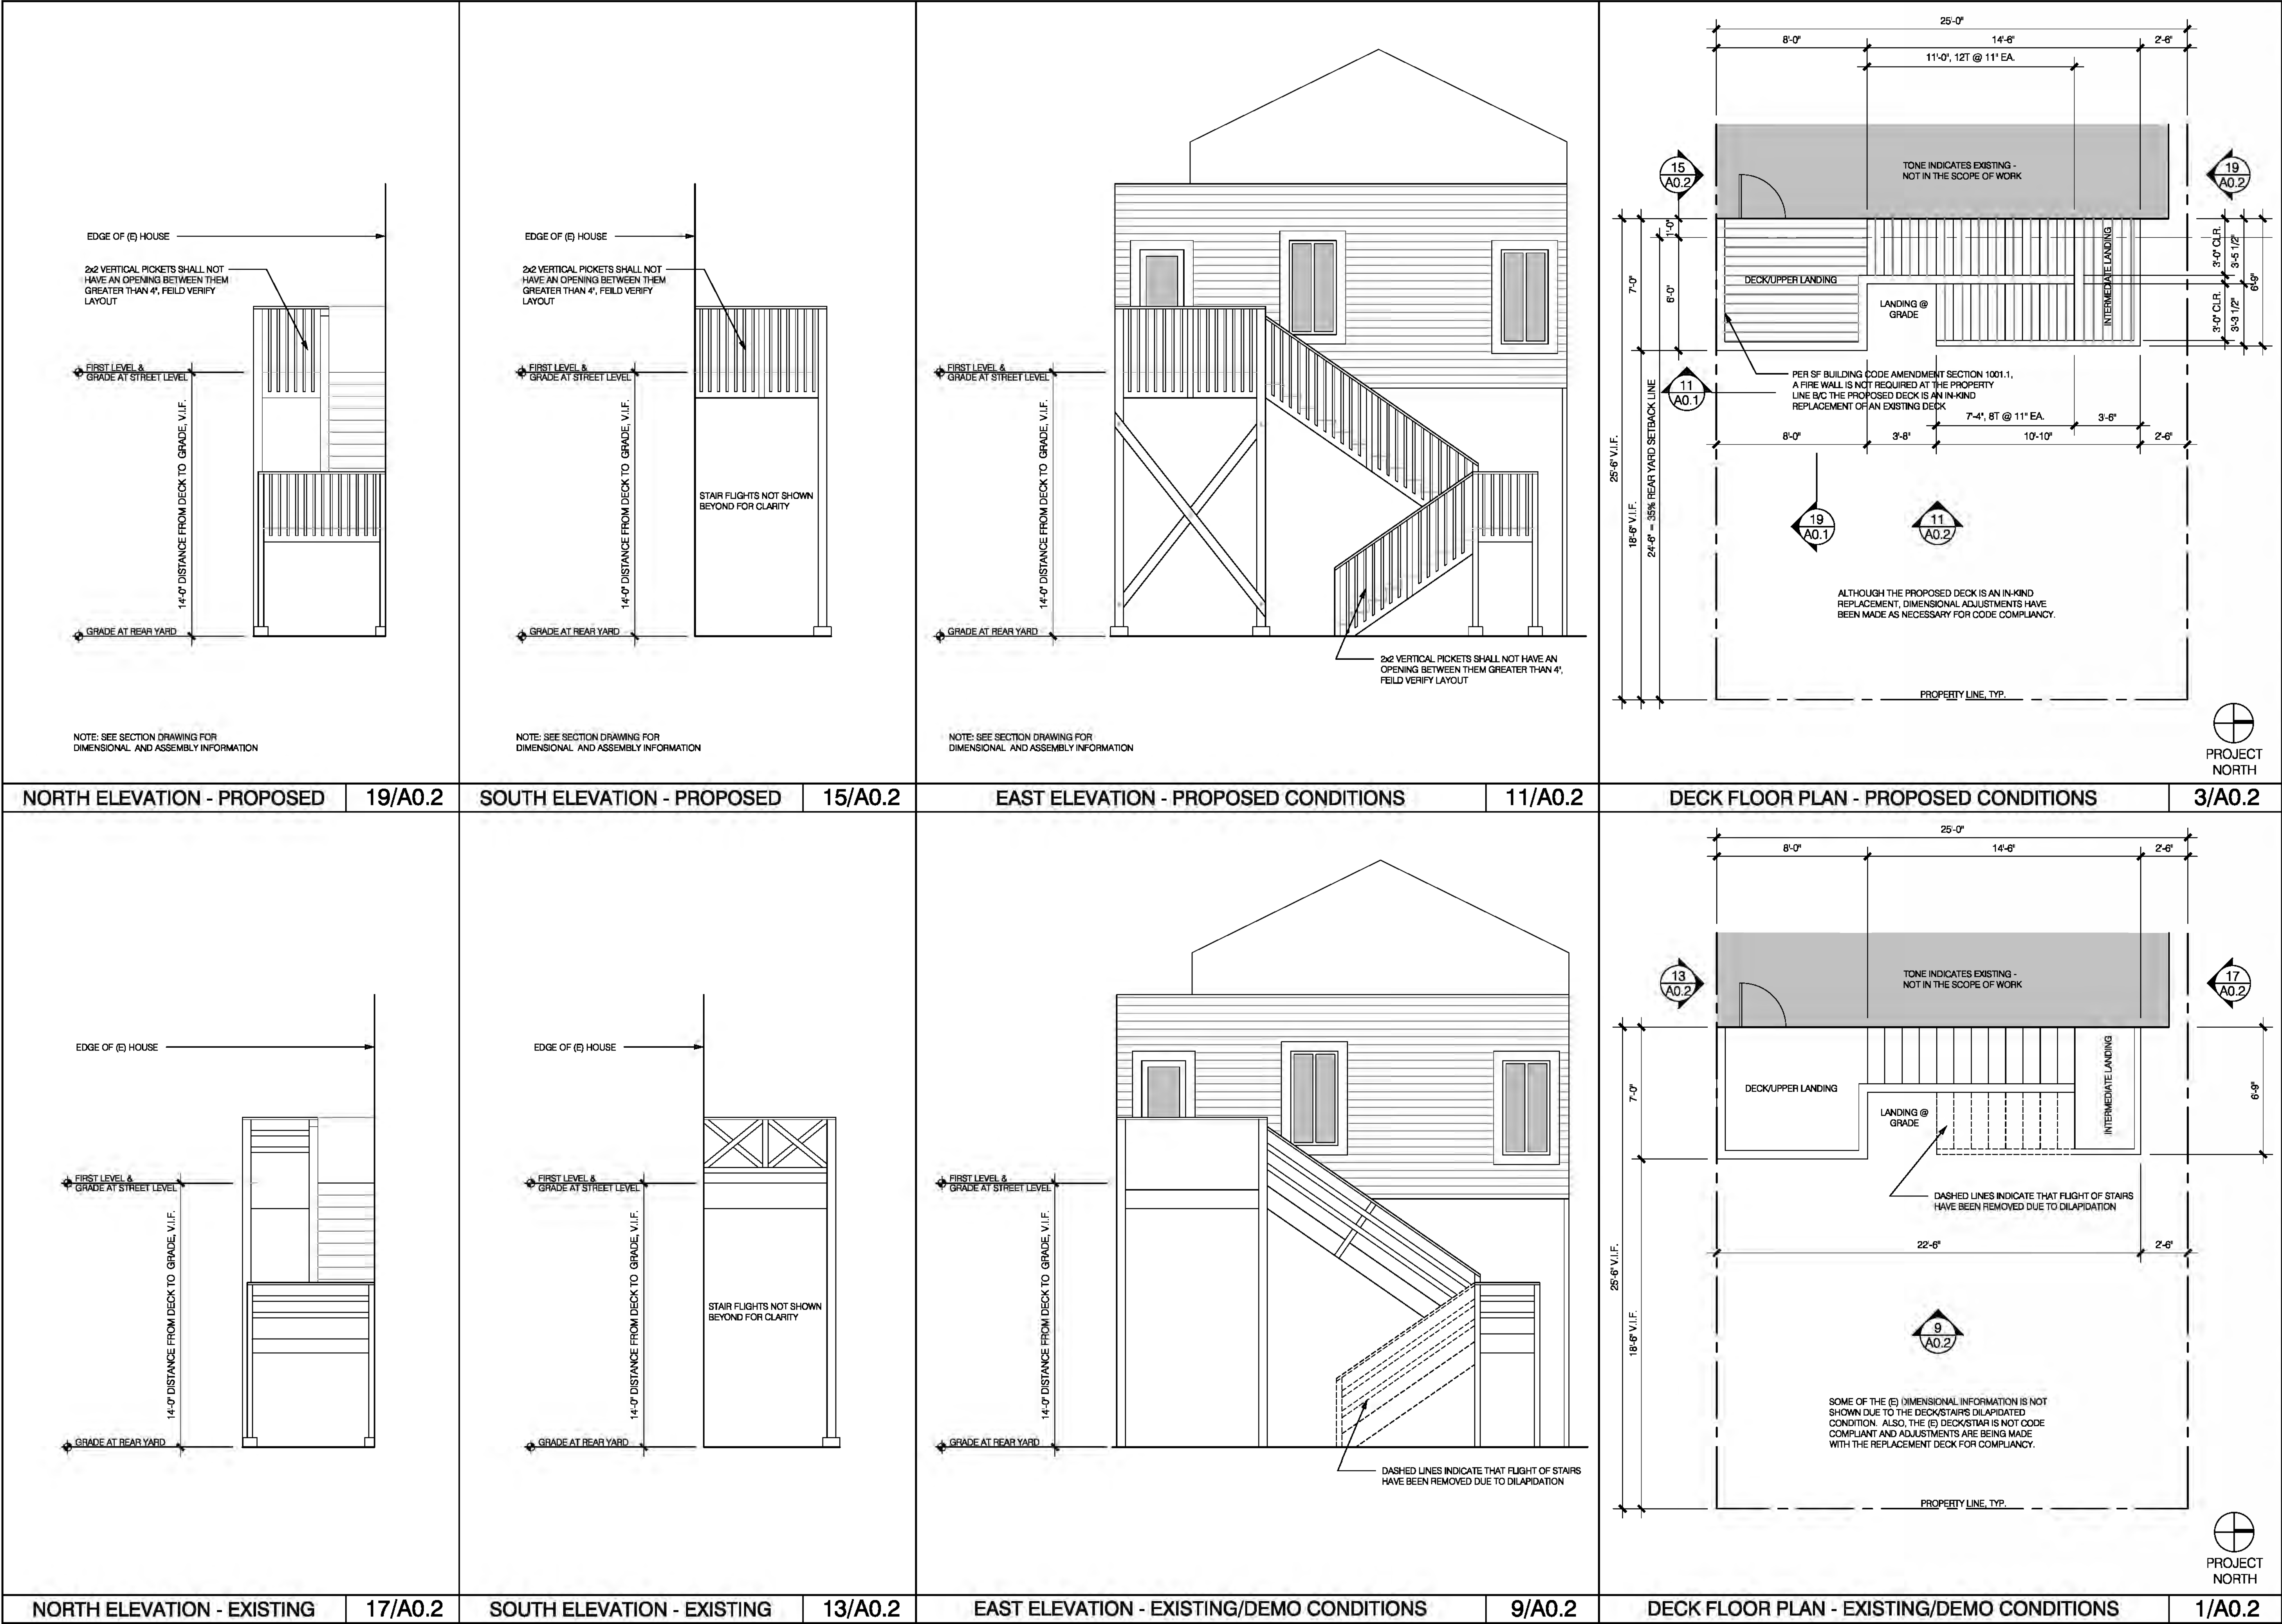 EDGE OF (E) HOUSE
2x2 VERTICAL PICKETS SHALL NOT
HAVE AN OPENING BETWEEN THEM
GREATER THAN 4", FEILD VERIFY
LAYOUT
FIRST LEVEL &
GRADE AT STREET LEVEL
14'-0" DISTANCE FROM DECK TO GRADE, V.I.F.
GRADE AT REAR YARD
NOTE: SEE SECTION DRAWING FOR
DIMENSIONAL AND ASSEMBLY INFORMATION
NORTH ELEVATION - PROPOSED
19/A0.2
EDGE OF (E) HOUSE
2x2 VERTICAL PICKETS SHALL NOT
HAVE AN OPENING BETWEEN THEM
GREATER THAN 4", FEILD VERIFY
LAYOUT
FIRST LEVEL &
GRADE AT STREET LEVEL
14'-0" DISTANCE FROM DECK TO GRADE, V.I.F.
STAIR FLIGHTS NOT SHOWN
BEYOND FOR CLARITY
GRADE AT REAR YARD
NOTE: SEE SECTION DRAWING FOR
DIMENSIONAL AND ASSEMBLY INFORMATION
SOUTH ELEVATION - PROPOSED
15/A0.2
FIRST LEVEL &
GRADE AT STREET LEVEL
14'-0" DISTANCE FROM DECK TO GRADE, V.I.F.
GRADE AT REAR YARD
2x2 VERTICAL PICKETS SHALL NOT HAVE AN
OPENING BETWEEN THEM GREATER THAN 4",
FEILD VERIFY LAYOUT
NOTE: SEE SECTION DRAWING FOR
DIMENSIONAL AND ASSEMBLY INFORMATION
EAST ELEVATION - PROPOSED CONDITIONS
11/A0.2
25'-0"
8'-0"
14'-6"
2'-6"
11'-0", 12T @ 11" EA.
15
A0.2
TONE INDICATES EXISTING -
NOT IN THE SCOPE OF WORK
19
A0.2
7'-0"
1'-0"
6'-0"
DECK/UPPER LANDING
LANDING @
GRADE
INTERMEDIATE LANDING
3'-0" CLR.
3'-5 1/2"
3'-0" CLR.
3'-3 1/2"
6'-9"
PER SF BUILDING CODE AMENDMENT SECTION 1001.1,
A FIRE WALL IS NOT REQUIRED AT THE PROPERTY
LINE B/C THE PROPOSED DECK IS AN IN-KIND
REPLACEMENT OF AN EXISTING DECK
11
A0.1
7'-4", 8T @ 11" EA.
3'-6"
8'-0"
3'-8"
10'-10"
2'-6"
25'-6" V.I.F.
18'-6" V.I.F.
24'-6" = 35% REAR YARD SETBACK LINE
19
A0.1
11
A0.2
ALTHOUGH THE PROPOSED DECK IS AN IN-KIND
REPLACEMENT, DIMENSIONAL ADJUSTMENTS HAVE
BEEN MADE AS NECESSARY FOR CODE COMPLIANCY.
PROPERTY LINE, TYP.
PROJECT
NORTH
DECK FLOOR PLAN - PROPOSED CONDITIONS
3/A0.2
EDGE OF (E) HOUSE
FIRST LEVEL &
GRADE AT STREET LEVEL
14'-0" DISTANCE FROM DECK TO GRADE, V.I.F.
GRADE AT REAR YARD
NORTH ELEVATION - EXISTING
17/A0.2
EDGE OF (E) HOUSE
FIRST LEVEL &
GRADE AT STREET LEVEL
14'-0" DISTANCE FROM DECK TO GRADE, V.I.F.
STAIR FLIGHTS NOT SHOWN
BEYOND FOR CLARITY
GRADE AT REAR YARD
SOUTH ELEVATION - EXISTING
13/A0.2
FIRST LEVEL &
GRADE AT STREET LEVEL
14'-0" DISTANCE FROM DECK TO GRADE, V.I.F.
GRADE AT REAR YARD
DASHED LINES INDICATE THAT FLIGHT OF STAIRS
HAVE BEEN REMOVED DUE TO DILAPIDATION
EAST ELEVATION - EXISTING/DEMO CONDITIONS
9/A0.2
25'-0"
8'-0"
14'-6"
2'-6"
13
A0.2
TONE INDICATES EXISTING -
NOT IN THE SCOPE OF WORK
17
A0.2
7'-0"
DECK/UPPER LANDING
LANDING @
GRADE
INTERMEDIATE LANDING
6'-9"
DASHED LINES INDICATE THAT FLIGHT OF STAIRS
HAVE BEEN REMOVED DUE TO DILAPIDATION
22'-6"
2'-6"
25'-6" V.I.F.
18'-6" V.I.F.
9
A0.2
SOME OF THE (E) DIMENSIONAL INFORMATION IS NOT
SHOWN DUE TO THE DECK/STAIR'S DILAPIDATED
CONDITION. ALSO, THE (E) DECK/STIAR IS NOT CODE
COMPLIANT AND ADJUSTMENTS ARE BEING MADE
WITH THE REPLACEMENT DECK FOR COMPLIANCY.
PROPERTY LINE, TYP.
PROJECT
NORTH
DECK FLOOR PLAN - EXISTING/DEMO CONDITIONS
1/A0.2